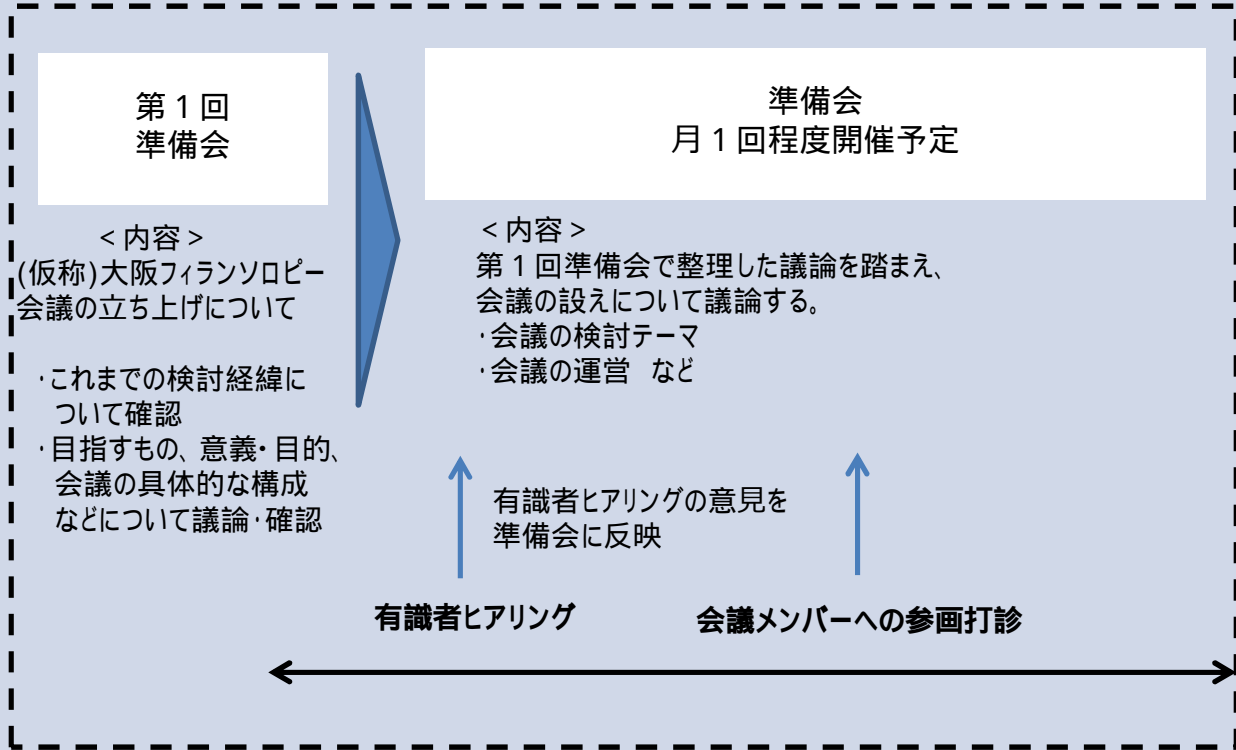 第１回
準備会
＜内容＞
(仮称)大阪フィランソロピー
会議の立ち上げについて
・これまでの検討経緯に
ついて確認
・目指すもの、意義・目的、
会議の具体的な構成
などについて議論・確認
準備会
月１回程度開催予定
＜内容＞
第１回準備会で整理した議論を踏まえ、
会議の設えについて議論する。
・会議の検討テーマ
・会議の運営　など
有識者ヒアリングの意見を
準備会に反映
有識者ヒアリング
会議メンバーへの参画打診